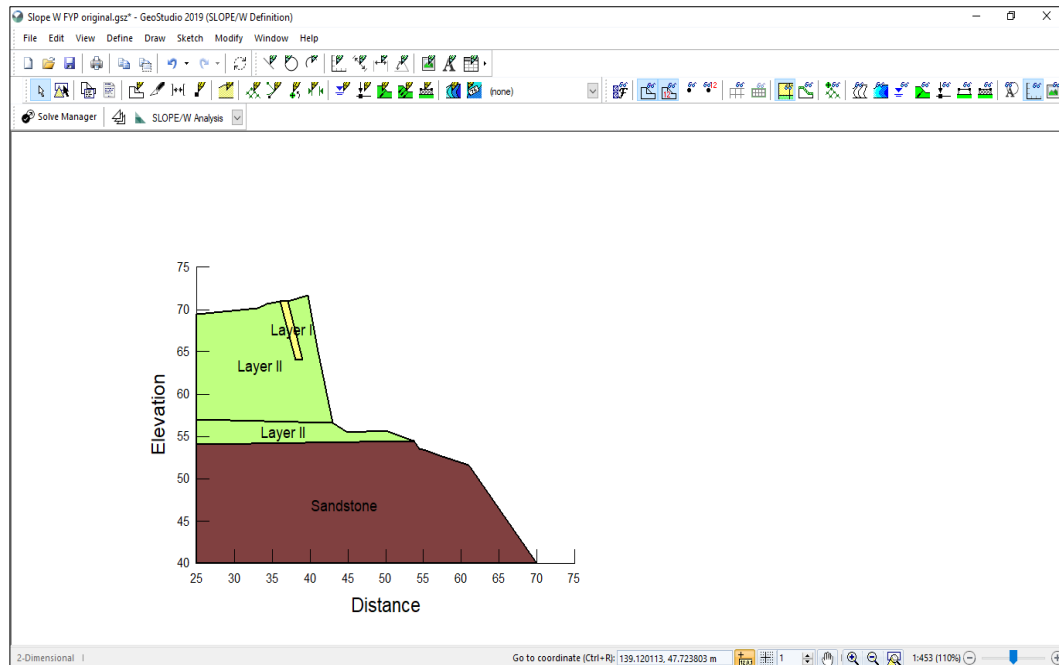 Slope W FYP original.gsz* - GeoStudio 2019 (SLOPE/W Definition)
File Edit View Define Draw Sketch Modify Window Help
(none)
Solve Manager SLOPE/W Analysis
75
70
65
60
55
50
45
40
Elevation
Layer I
Layer II
Layer II
Sandstone
25 30 35 40 45 50 55 60 65 70 75
Distance
2-Dimensional
Go to coordinate (Ctrl+R): 139.120113, 47.723803 m
1
1:453 (110%)